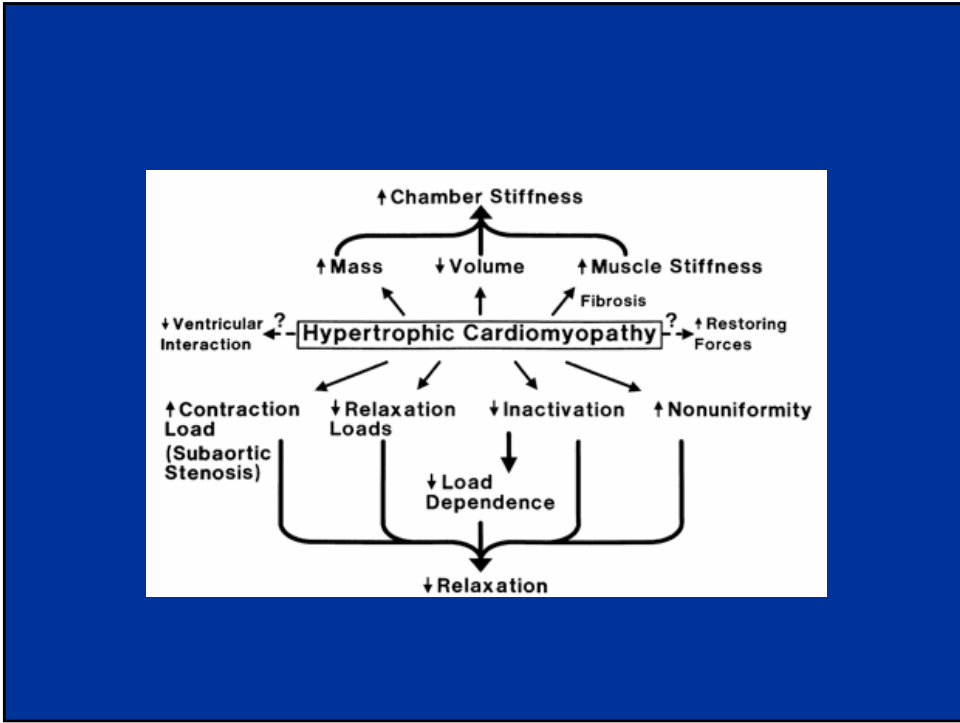 ↑Chamber Stiffness
↑Mass ↓Volume ↑Muscle Stiffness
Fibrosis
↓Ventricular Interaction ? Hypertrophic Cardiomyopathy ? ↑Restoring Forces
↑Contraction Load (Subaortic Stenosis)
↓Relaxation Loads
↓Inactivation
↑Nonuniformity
↓Load
Dependence
↓Relaxation